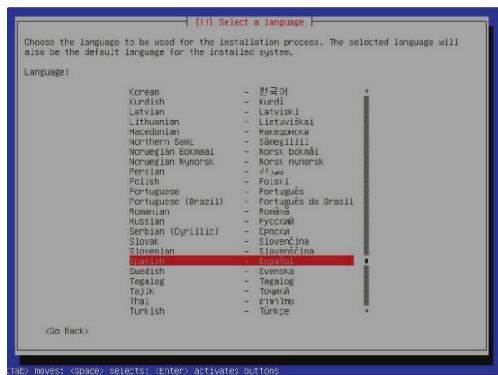 [!!] Select a language
Choose the language to be used for the installation process. The selected language will
also be the default language for the installed system.
Language:
Korean - 한국어
Kurdish - Kurdî
Latvian - Latviski
Lithuanian - Lietuviškai
Macedonian - Македонски
Northern Sami - Sámegillii
Norwegian Bokmaal - Norsk bokmål
Norwegian Nynorsk - Norsk nynorsk
Persian - فارسی
Polish - Polski
Portuguese - Português
Portuguese (Brazil) - Português do Brasil
Romanian - Română
Russian - Русский
Serbian (Cyrillic) - Српски
Slovak - Slovenčina
Slovenian - Slovenščina
Spanish - Español
Swedish - Svenska
Tagalog - Tagalog
Tajik - Тоҷикӣ
Thai - ภาษาไทย
Turkish - Türkçe
<Go Back>
<Tab> moves; <Space> selects; <Enter> activates buttons